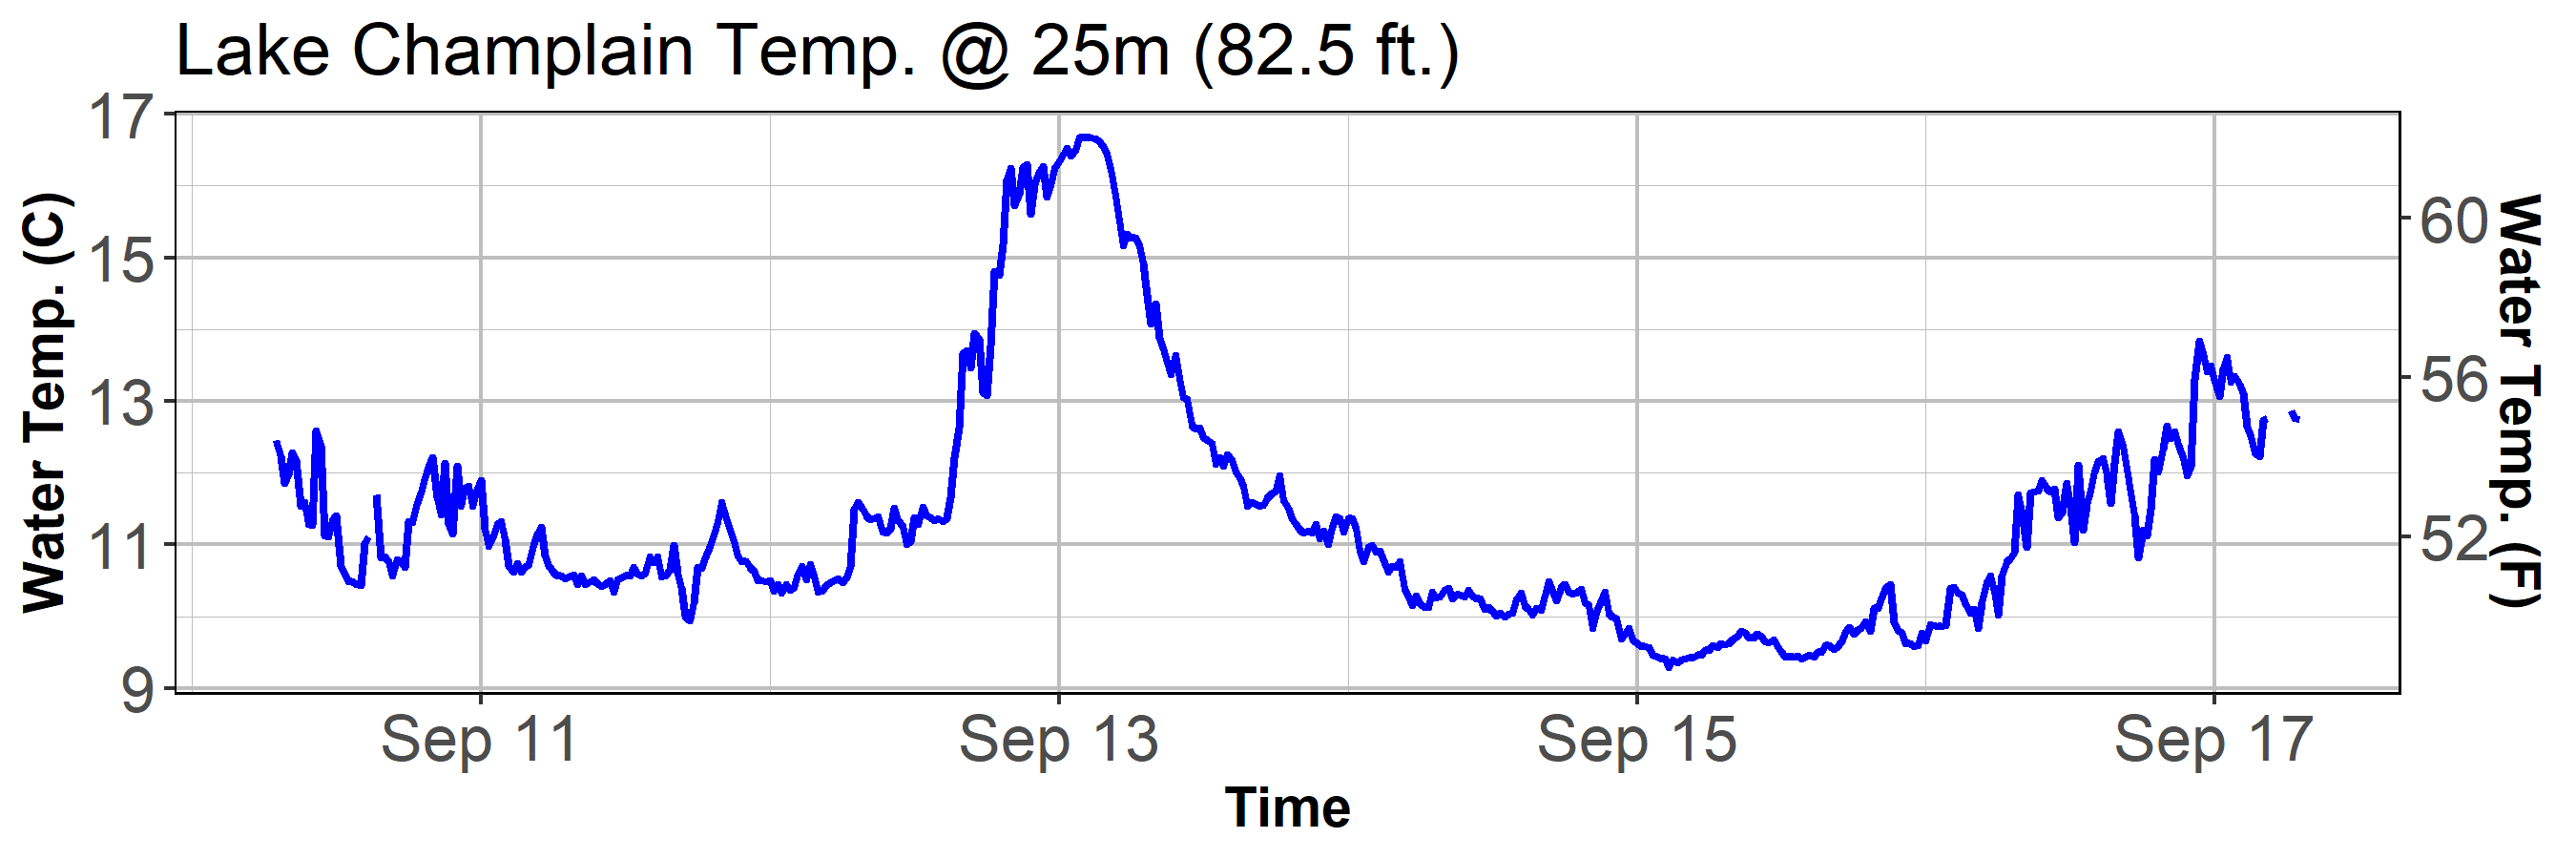 Lake Champlain Temp. @ 25m (82.5 ft.)
Water Temp. (C)
17
15
13
11
9
60
56
52
Water Temp. (F)
Sep 11
Sep 13
Sep 15
Sep 17
Time